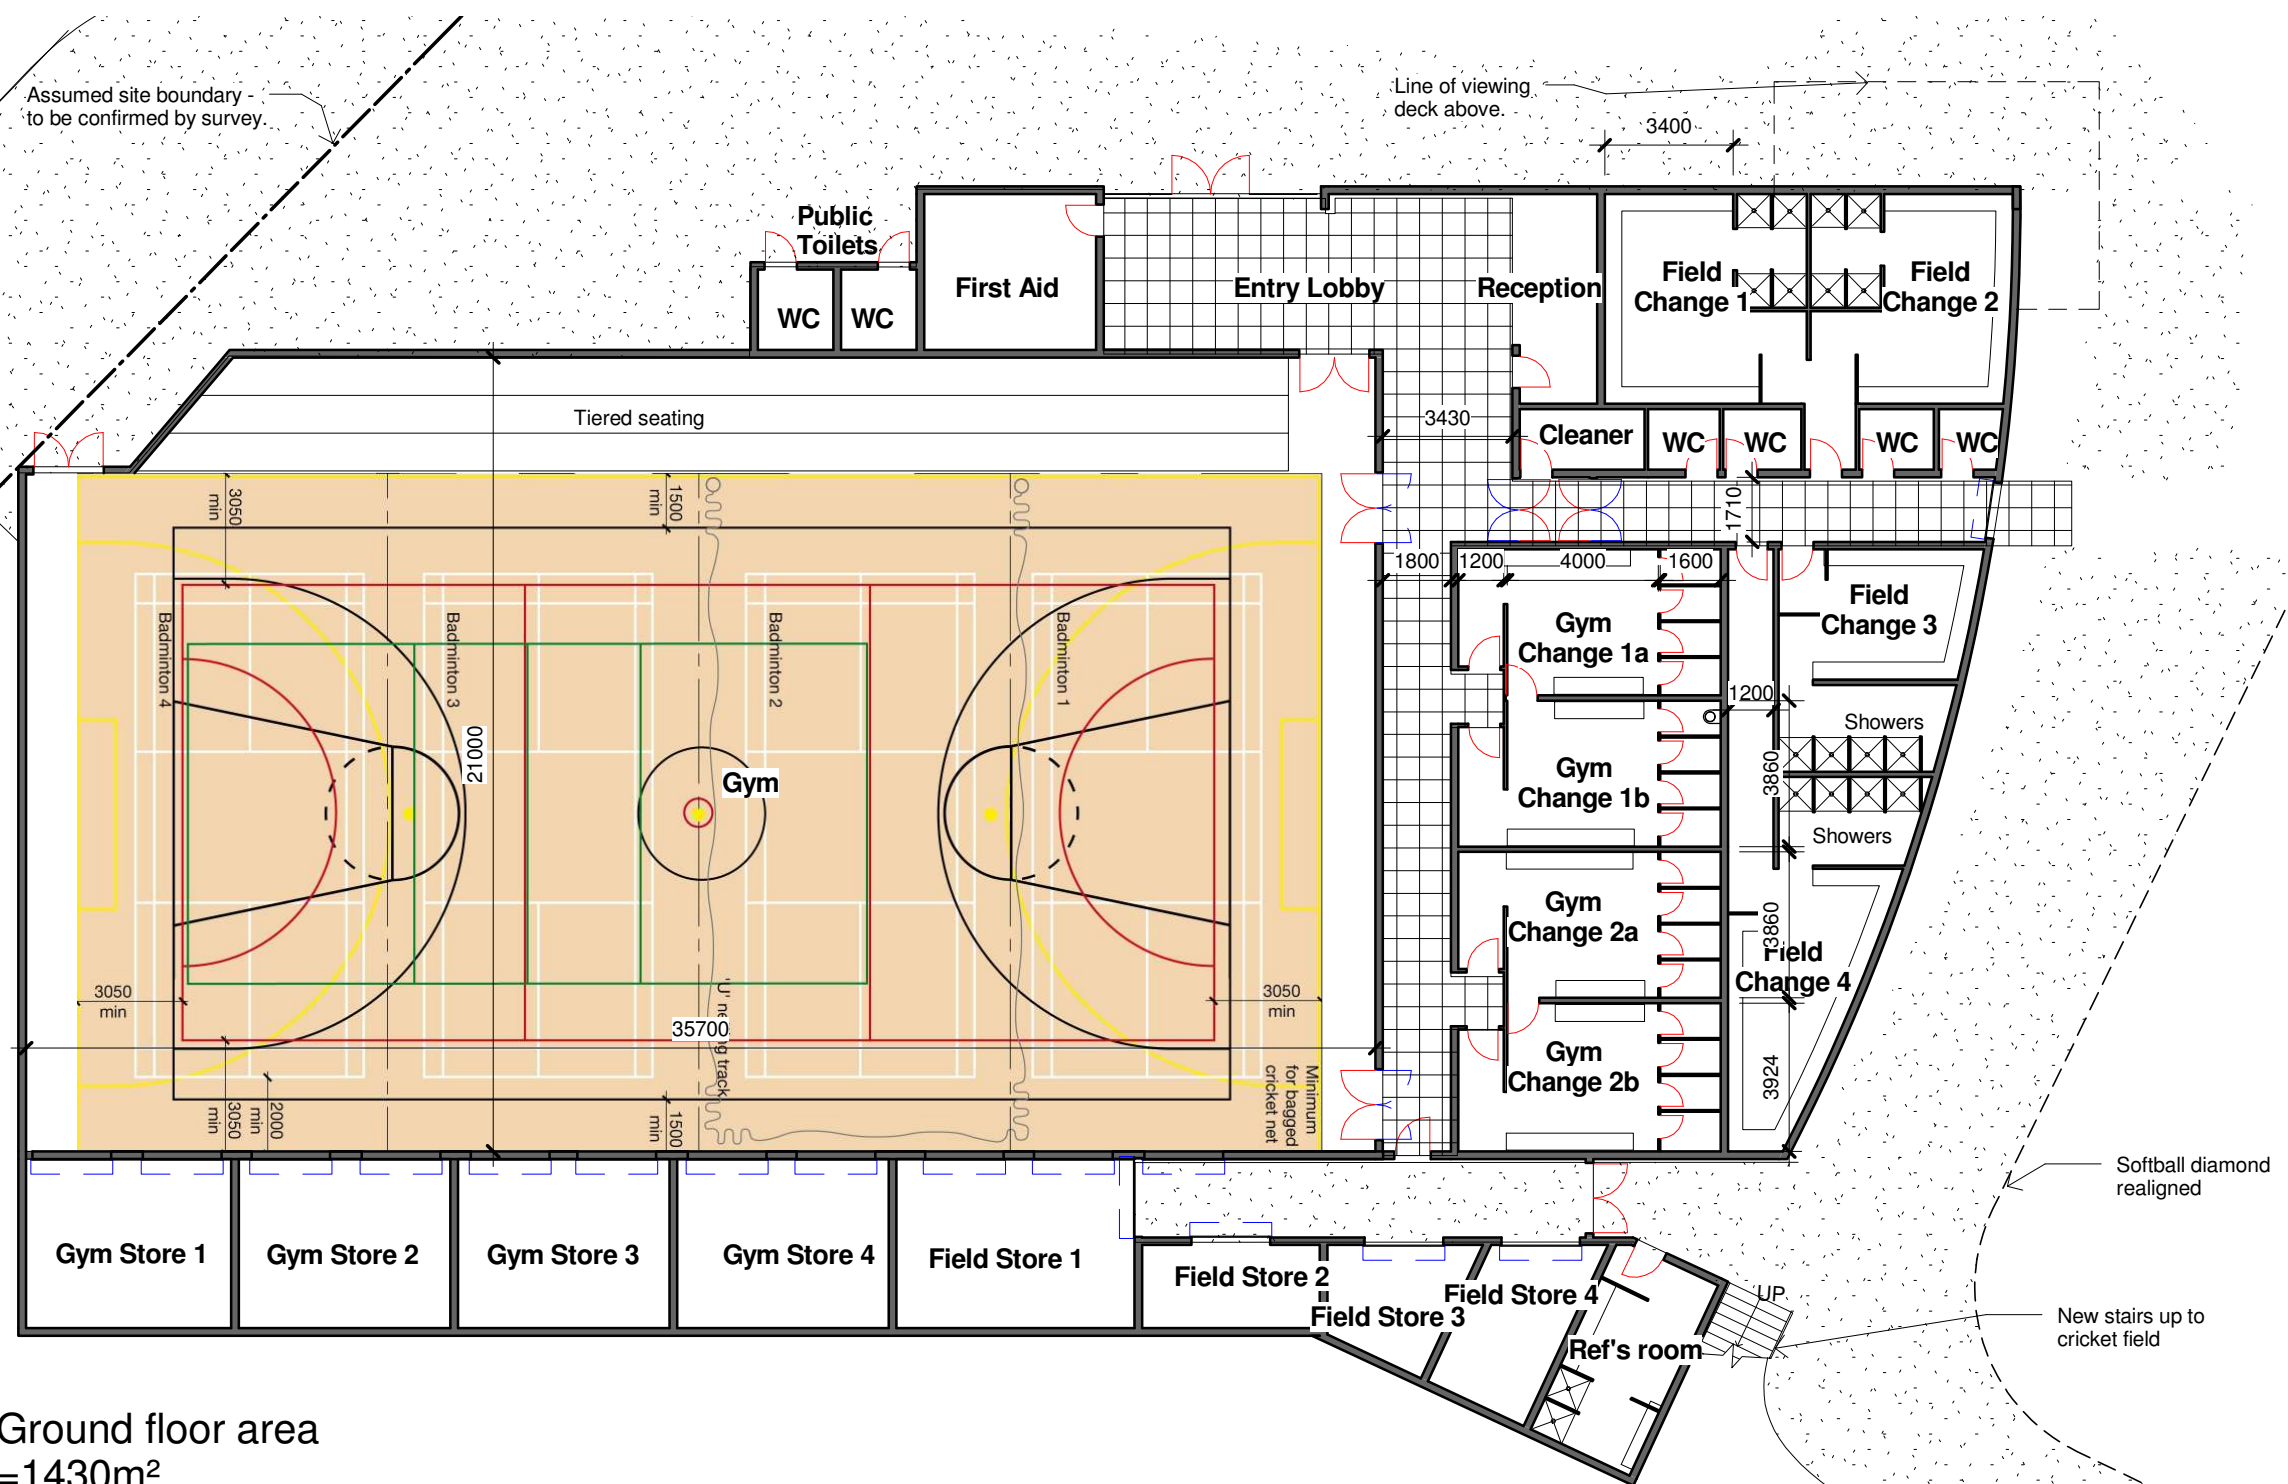 Assumed site boundary -
to be confirmed by survey.
Line of viewing
deck above.
3400
Public
Toilets
First Aid
Entry Lobby
Reception
Field
Change 1
Field
Change 2
WC
WC
Tiered seating
3430
Cleaner
WC
WC
WC
WC
3050
min
1500
min
1710
1800
1200
4000
1600
Badminton 4
Badminton 3
Badminton 2
Badminton 1
Gym
Change 1a
Field
Change 3
1200
Showers
21000
Gym
Gym
Change 1b
3860
Showers
Gym
Change 2a
3860
Field
Change 4
3050
min
35700
3050
min
Gym
Change 2b
3924
3050
min
2000
min
1500
min
Minimum
for bagged
cricket net
Softball diamond
realigned
Gym Store 1
Gym Store 2
Gym Store 3
Gym Store 4
Field Store 1
Field Store 2
Field Store 3
Field Store 4
UP
Ref's room
New stairs up to
cricket field
Ground floor area
=1430m²